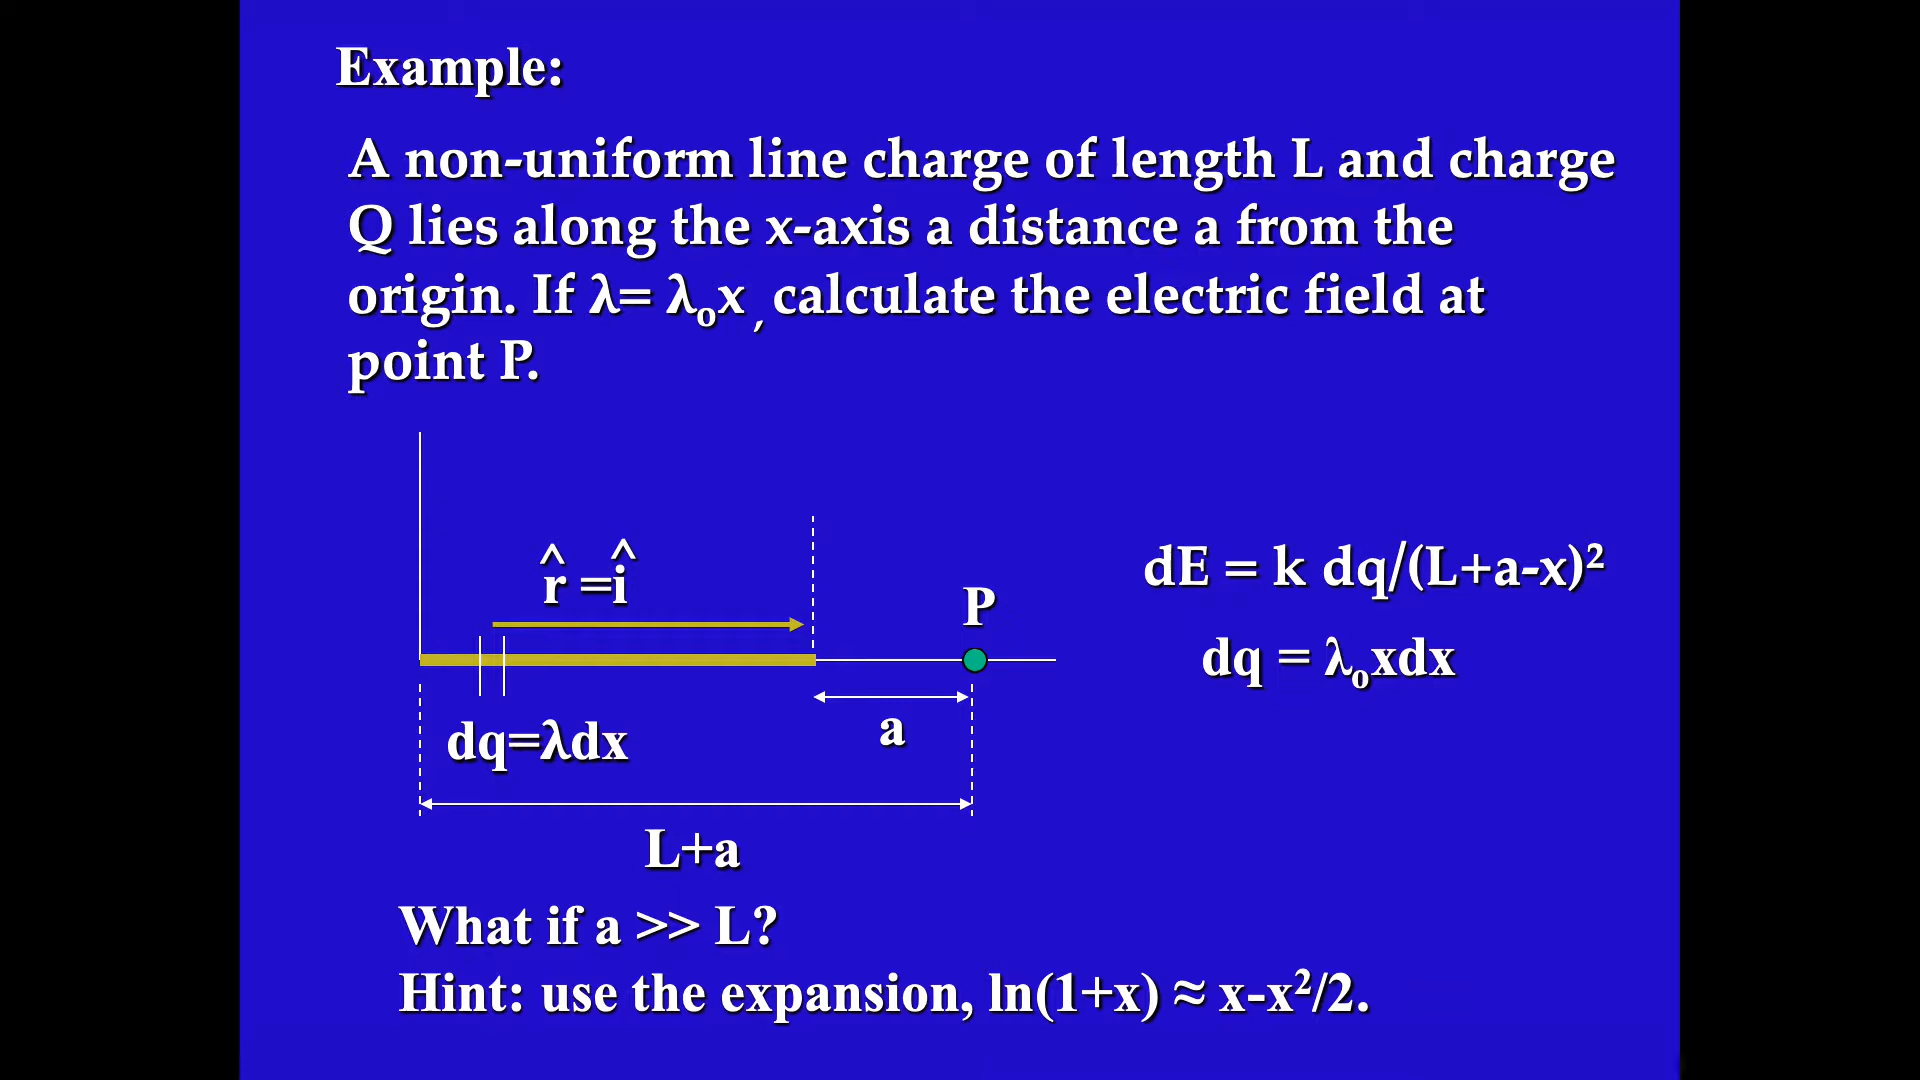 Example:
A non-uniform line charge of length L and charge
Q lies along the x-axis a distance a from the
origin. If λ= λₒx , calculate the electric field at
point P.
r̂ =î
P
dE = k dq/(L+a-x)²
dq = λₒxdx
dq=λdx
a
L+a
What if a >> L?
Hint: use the expansion, ln(1+x) ≈ x-x²/2.